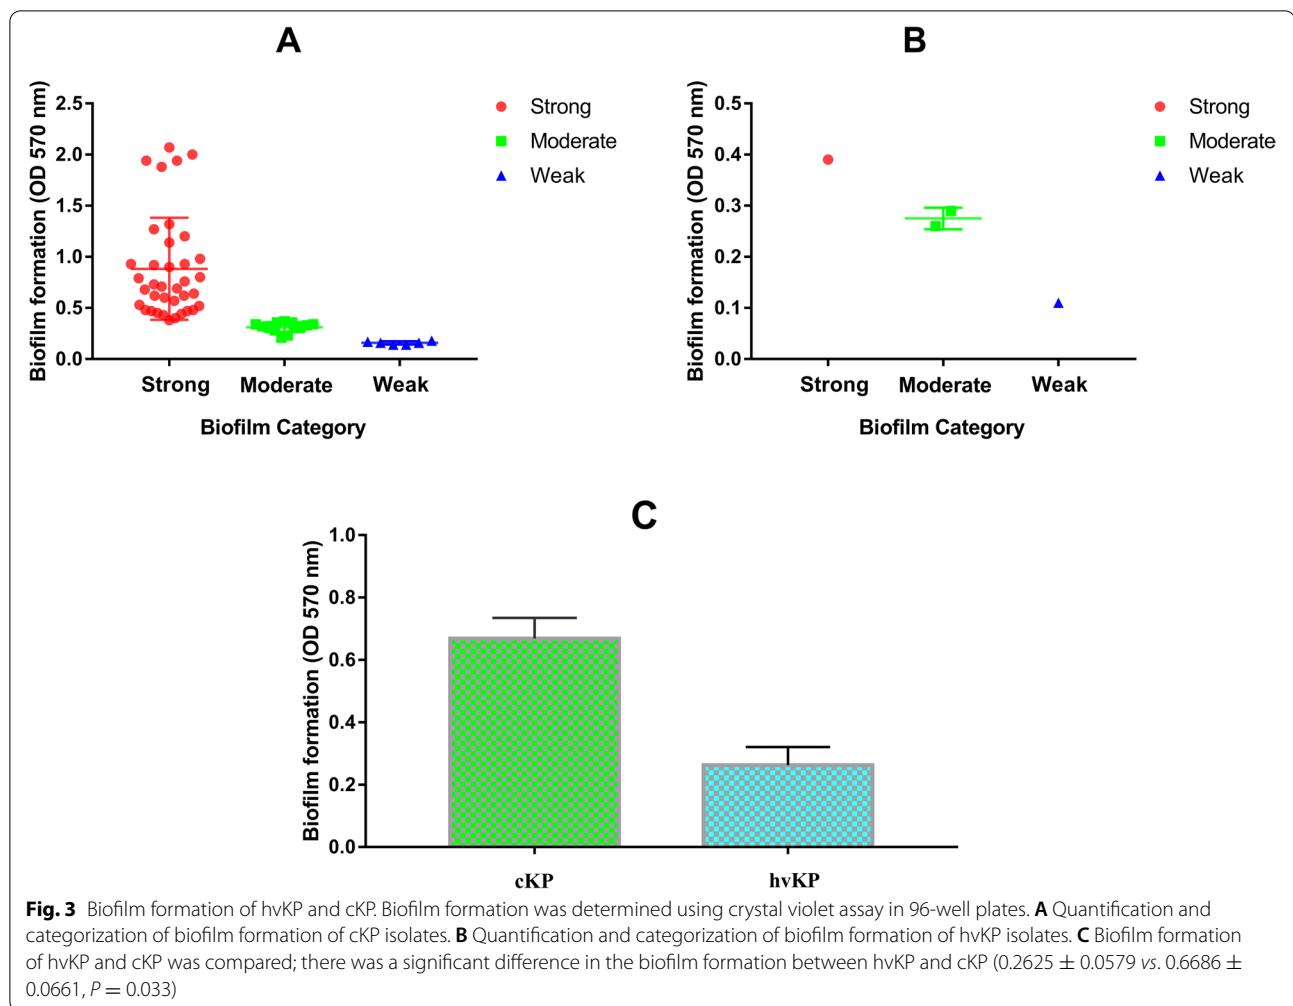 A
Biofilm formation (OD 570 nm)
2.5
2.0
1.5
1.0
0.5
0.0
Strong
Moderate
Weak
Biofilm Category
Strong
Moderate
Weak
B
Biofilm formation (OD 570 nm)
0.5
0.4
0.3
0.2
0.1
0.0
Strong
Moderate
Weak
Biofilm Category
Strong
Moderate
Weak
C
Biofilm formation (OD 570 nm)
1.0
0.8
0.6
0.4
0.2
0.0
cKP
hvKP
Fig. 3 Biofilm formation of hvKP and cKP. Biofilm formation was determined using crystal violet assay in 96-well plates. A Quantification and
categorization of biofilm formation of cKP isolates. B Quantification and categorization of biofilm formation of hvKP isolates. C Biofilm formation
of hvKP and cKP was compared; there was a significant difference in the biofilm formation between hvKP and cKP (0.2625 ± 0.0579 vs. 0.6686 ±
0.0661, P = 0.033)